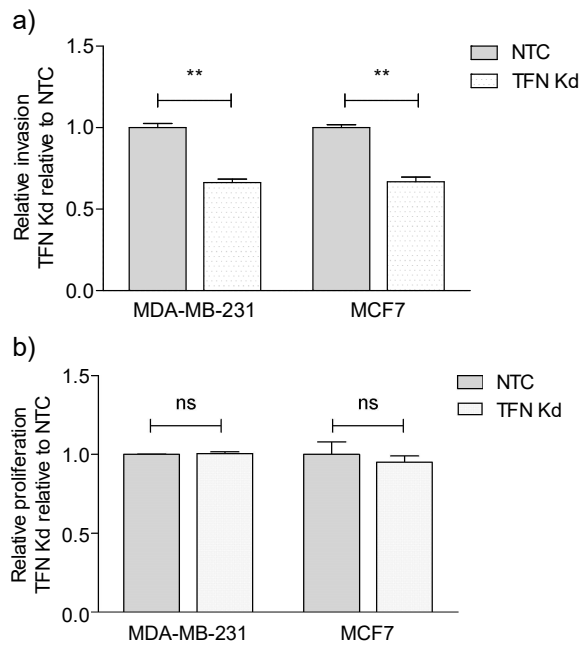 a)
Relative invasion
TFN Kd relative to NTC
1.5
1.0
0.5
0.0
**
**
NTC
TFN Kd
MDA-MB-231
MCF7
b)
Relative proliferation
TFN Kd relative to NTC
1.5
1.0
0.5
0.0
ns
ns
NTC
TFN Kd
MDA-MB-231
MCF7